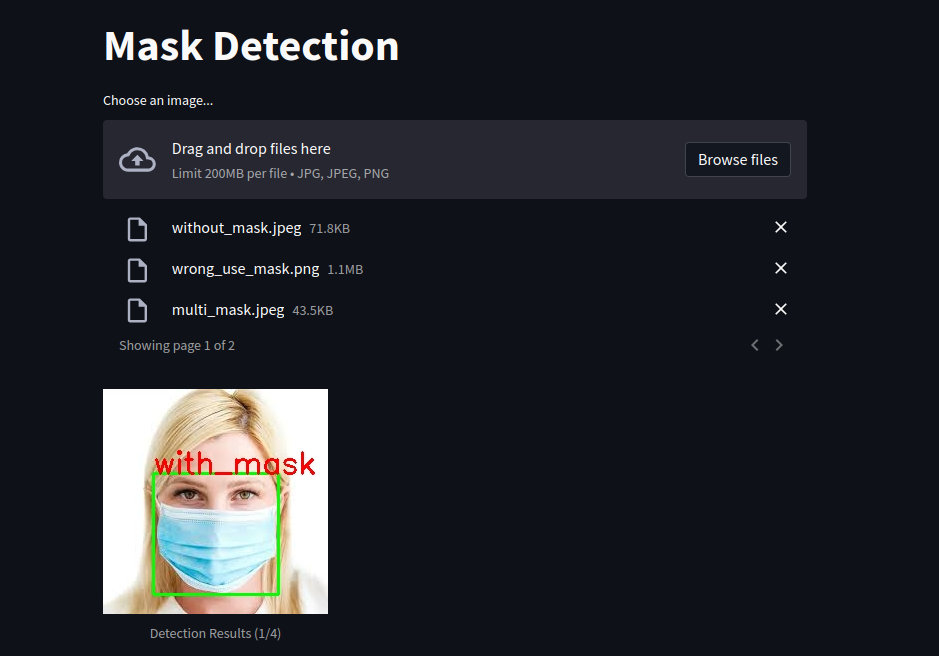 Mask Detection
Choose an image...
Drag and drop files here
Limit 200MB per file • JPG, JPEG, PNG
Browse files
without_mask.jpeg 71.8KB
wrong_use_mask.png 1.1MB
multi_mask.jpeg 43.5KB
Showing page 1 of 2
with_mask
Detection Results (1/4)